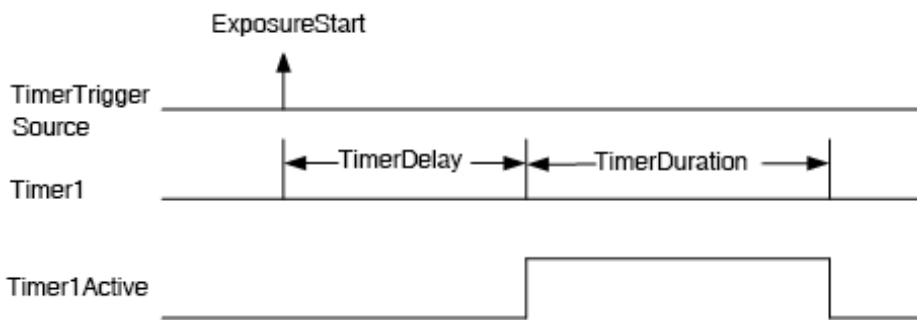 ExposureStart
TimerTrigger
Source
TimerDelay
TimerDuration
Timer1
Timer1Active